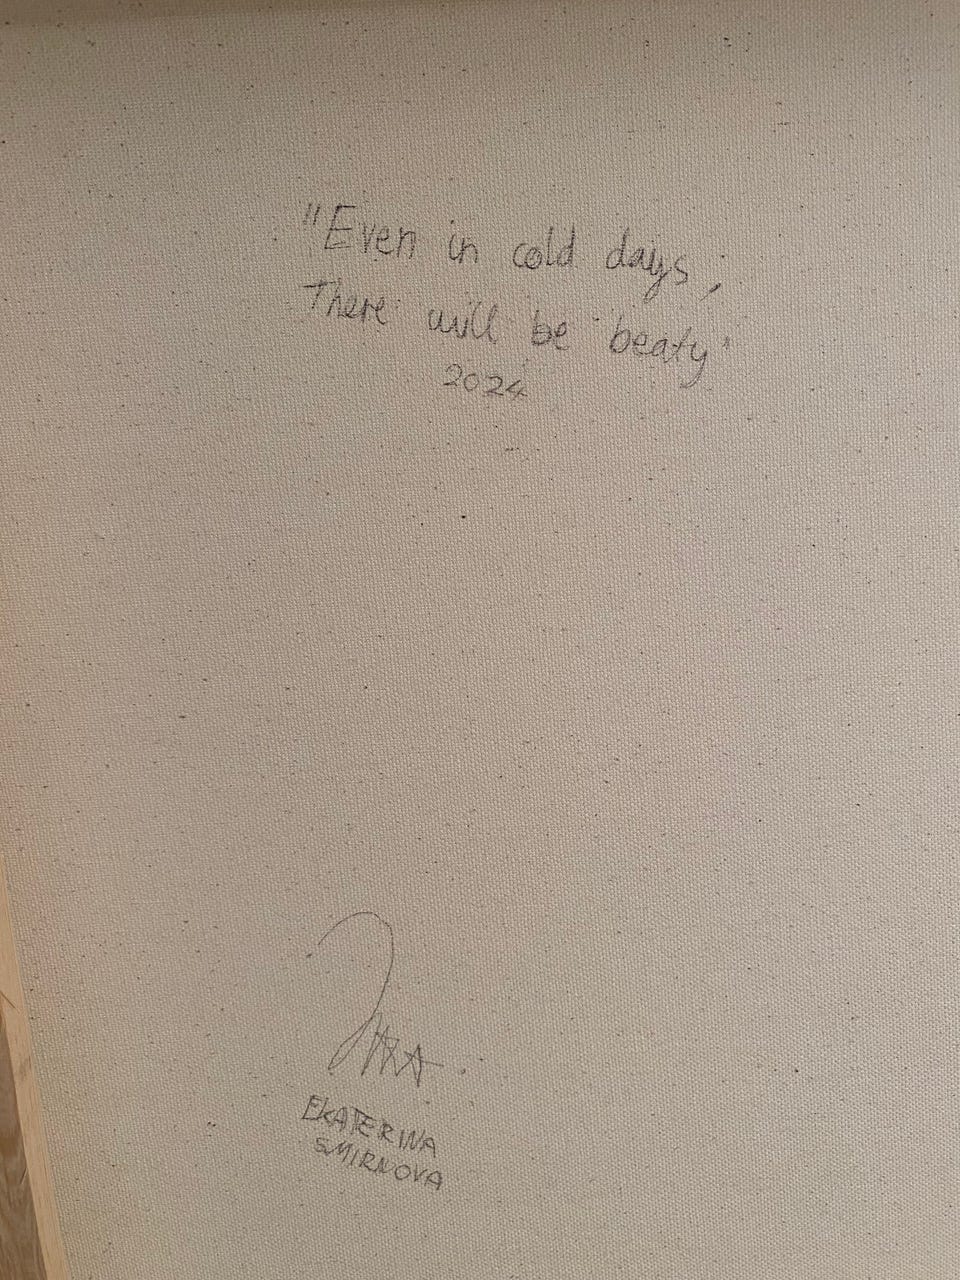 "Even in cold days,
There will be beaty"
2024
EKATERINA
SMIRNOVA